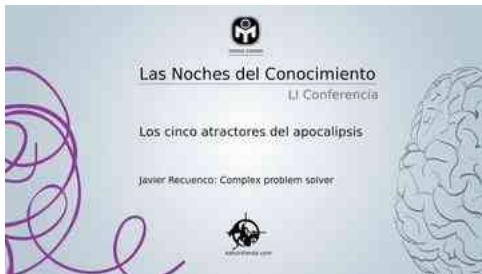 Las Noches del Conocimiento
LI Conferencia
Los cinco atractores del apocalipsis
Javier Recuenco: Complex problem solver